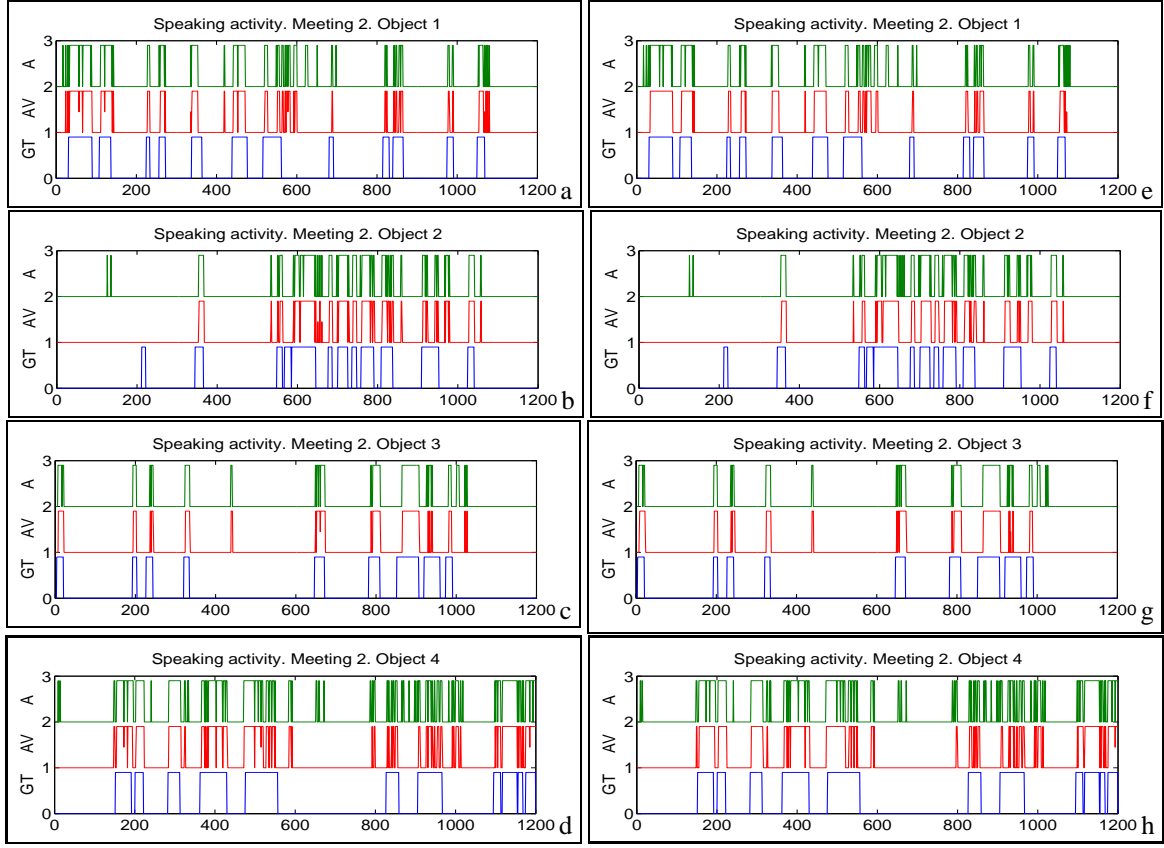 Speaking activity. Meeting 2. Object 1
3
A
2
AV
1
GT
0
0 200 400 600 800 1000 1200
a
Speaking activity. Meeting 2. Object 1
3
A
2
AV
1
GT
0
0 200 400 600 800 1000 1200
e
Speaking activity. Meeting 2. Object 2
3
A
2
AV
1
GT
0
0 200 400 600 800 1000 1200
b
Speaking activity. Meeting 2. Object 2
3
A
2
AV
1
GT
0
0 200 400 600 800 1000 1200
f
Speaking activity. Meeting 2. Object 3
3
A
2
AV
1
GT
0
0 200 400 600 800 1000 1200
c
Speaking activity. Meeting 2. Object 3
3
A
2
AV
1
GT
0
0 200 400 600 800 1000 1200
g
Speaking activity. Meeting 2. Object 4
3
A
2
AV
1
GT
0
0 200 400 600 800 1000 1200
d
Speaking activity. Meeting 2. Object 4
3
A
2
AV
1
GT
0
0 200 400 600 800 1000 1200
h